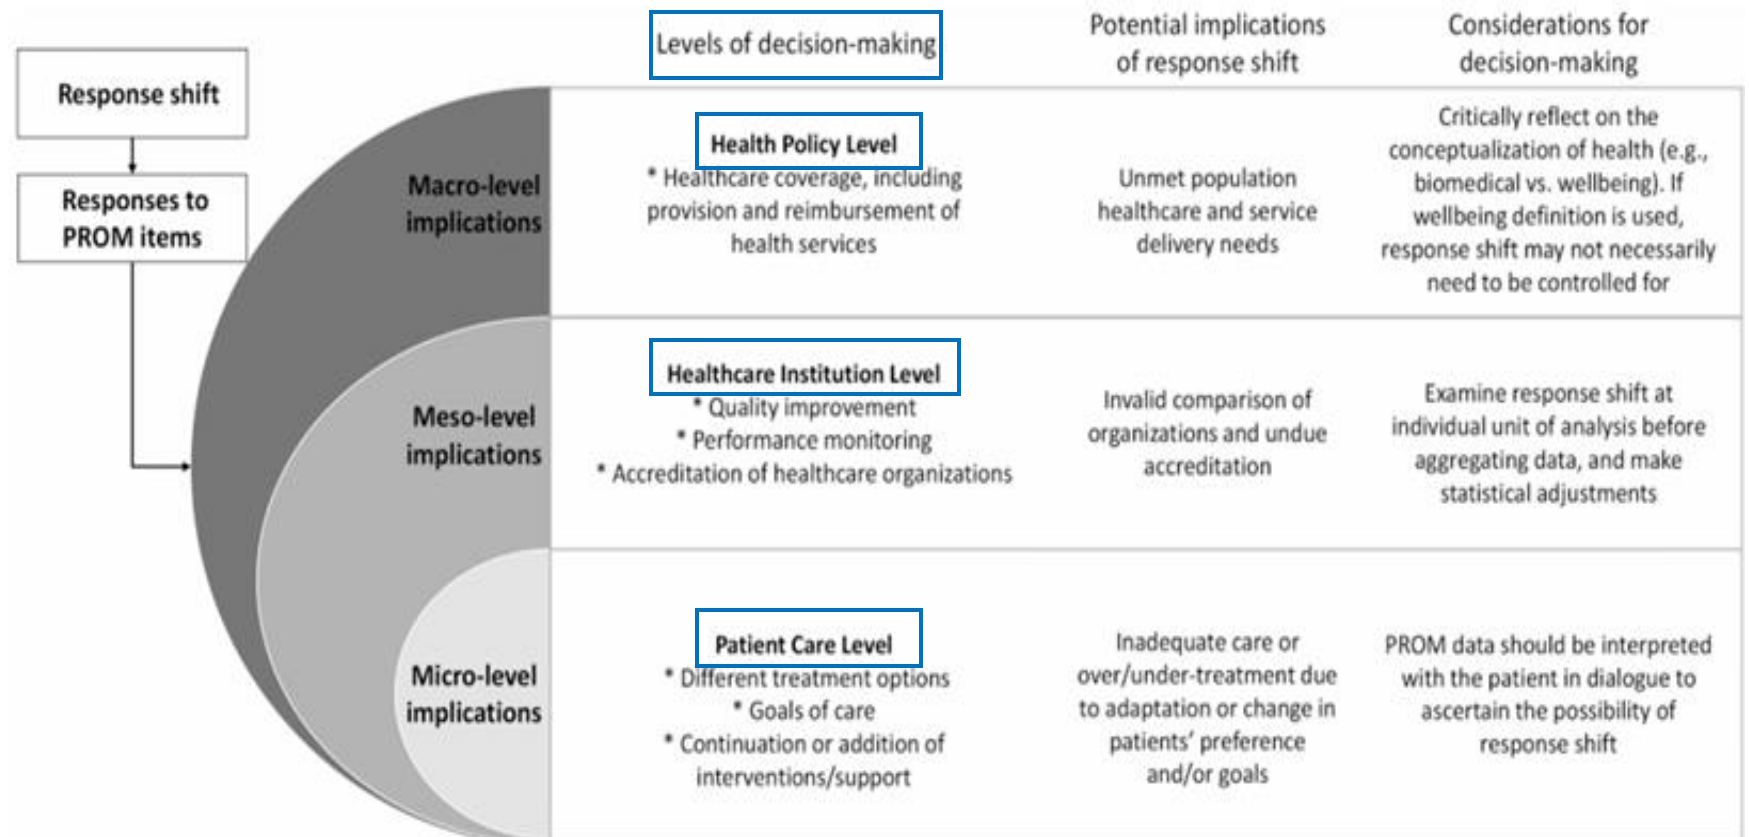 Response shift
Responses to
PROM items
Levels of decision-making
Potential implications
of response shift
Considerations for
decision-making
Macro-level
implications
Health Policy Level
* Healthcare coverage, including
provision and reimbursement of
health services
Unmet population
healthcare and service
delivery needs
Critically reflect on the
conceptualization of health (e.g.,
biomedical vs. wellbeing). If
wellbeing definition is used,
response shift may not necessarily
need to be controlled for
Meso-level
implications
Healthcare Institution Level
* Quality improvement
* Performance monitoring
* Accreditation of healthcare organizations
Invalid comparison of
organizations and undue
accreditation
Examine response shift at
individual unit of analysis before
aggregating data, and make
statistical adjustments
Micro-level
implications
Patient Care Level
* Different treatment options
* Goals of care
* Continuation or addition of
interventions/support
Inadequate care or
over/under-treatment due
to adaptation or change in
patients' preference
and/or goals
PROM data should be interpreted
with the patient in dialogue to
ascertain the possibility of
response shift